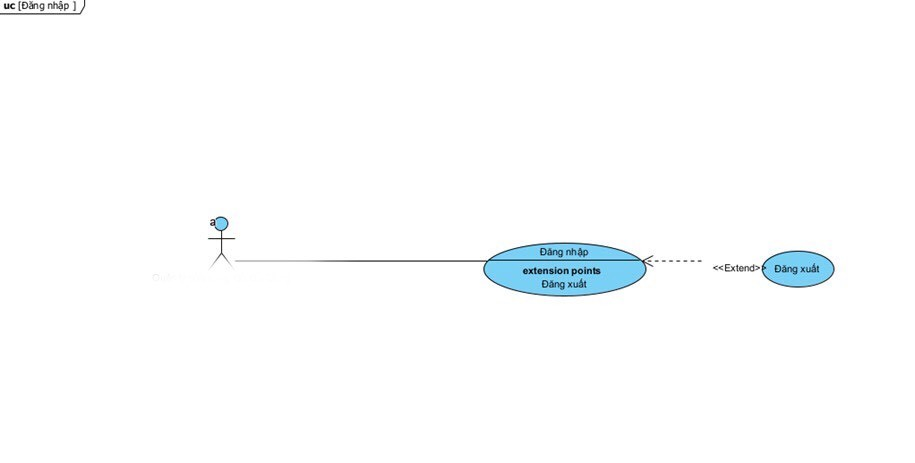 uc [Đăng nhập ]
a
Đăng nhập
extension points
Đăng xuất
<<Extend>>
Đăng xuất